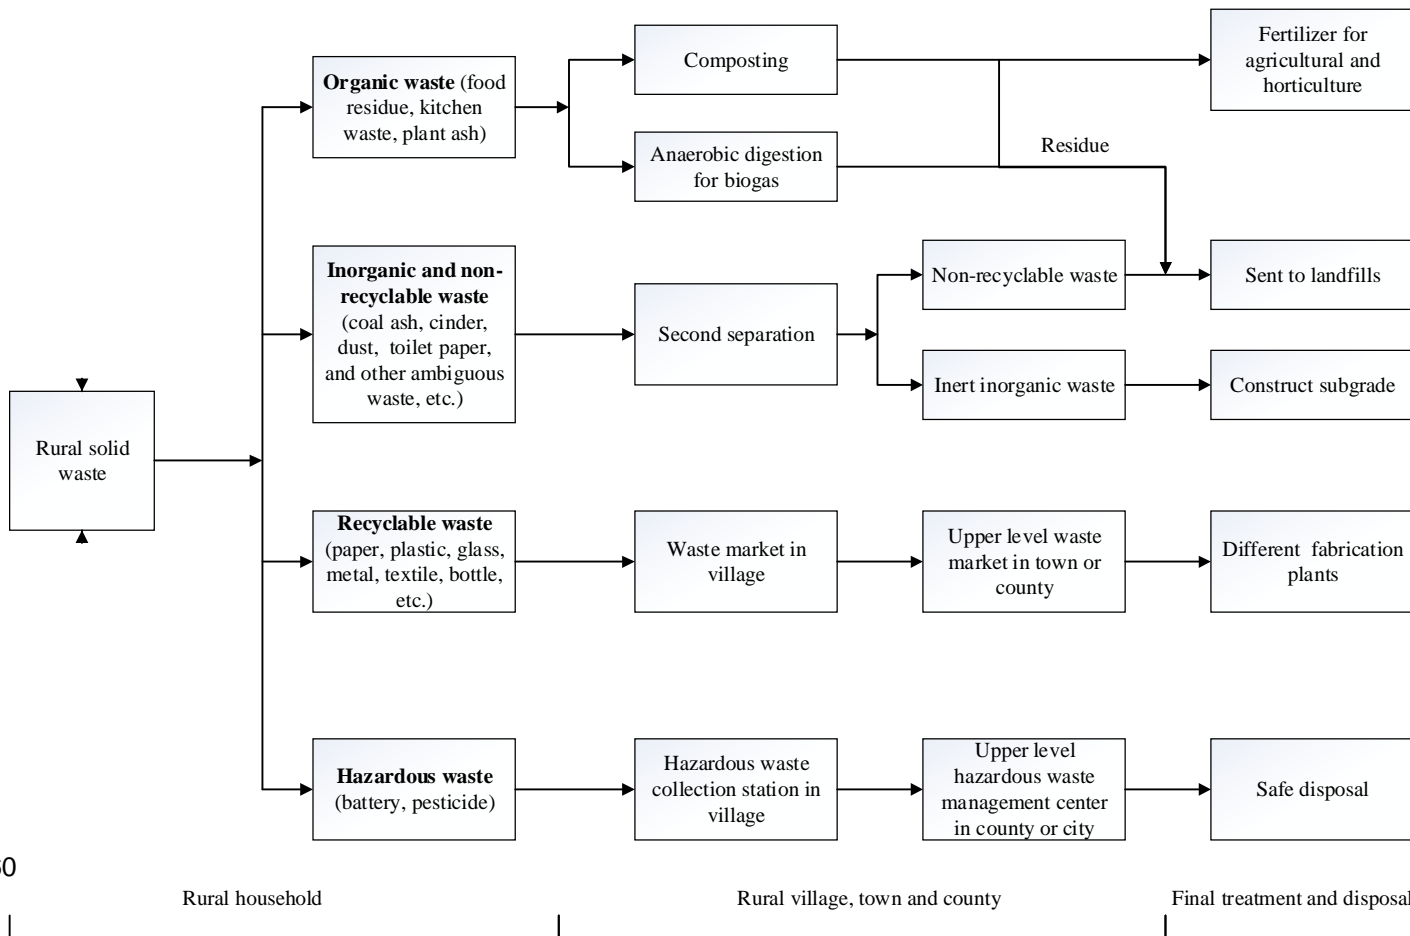 Rural solid
waste
Organic waste (food
residue, kitchen
waste, plant ash)
Composting
Fertilizer for
agricultural and
horticulture
Anaerobic digestion
for biogas
Residue
Inorganic and non-
recyclable waste
(coal ash, cinder,
dust, toilet paper,
and other ambiguous
waste, etc.)
Second separation
Non-recyclable waste
Sent to landfills
Inert inorganic waste
Construct subgrade
Recyclable waste
(paper, plastic, glass,
metal, textile, bottle,
etc.)
Waste market in
village
Upper level waste
market in town or
county
Different fabrication
plants
Hazardous waste
(battery, pesticide)
Hazardous waste
collection station in
village
Upper level
hazardous waste
management center
in county or city
Safe disposal
Rural household
Rural village, town and county
Final treatment and disposal